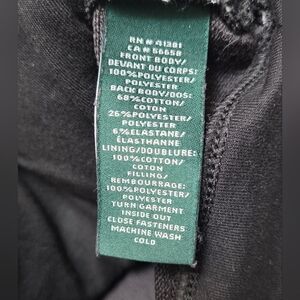 RN # 41381
CA # 56658
FRONT BODY/
DEVANT DU CORPS:
100%POLYESTER/
POLYESTER
BACK BODY/DOS:
68%COTTON/
COTON
26%POLYESTER/
POLYESTER
6%ELASTANE/
ÉLASTHANNE
LINING/DOUBLURE:
100%COTTON/
COTON
FILLING/
REMBOURRAGE:
100%POLYESTER/
POLYESTER
TURN GARMENT
INSIDE OUT
CLOSE FASTENERS
MACHINE WASH
COLD